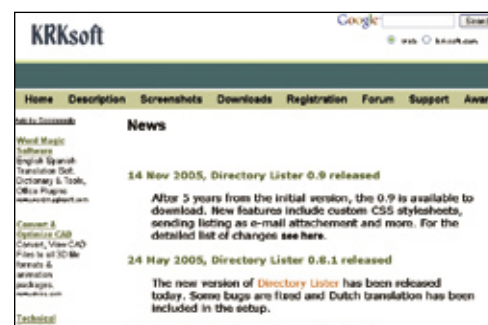 KRKsoft
Google Search
web krksoft.com
Home Description Screenshots Downloads Registration Forum Support Awar
News
Word Magic
Software
English Spanish
Translation Soft.
Dictionary & Tools,
Office Plugins
Convert &
Optimize CAD
Convert, View CAD
Files to all 3D file
formats &
animation
packages.
Technical
14 Nov 2005, Directory Lister 0.9 released
After 5 years from the initial version, the 0.9 is available to
download. New features include custom CSS stylesheets,
sending listing as e-mail attachement and more. For the
detailed list of changes see here.
24 May 2005, Directory Lister 0.8.1 released
The new version of Directory Lister has been released
today. Some bugs are fixed and Dutch translation has been
included in the setup.